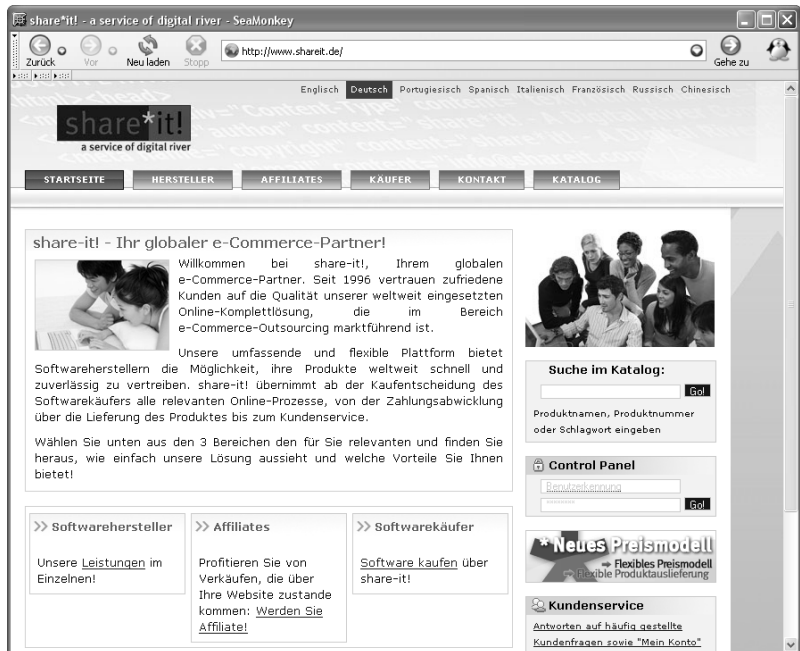 share*it! - a service of digital river - SeaMonkey
Zurück
Vor
Neu laden
Stopp
http://www.shareit.de/
Gehe zu
Englisch Deutsch Portugiesisch Spanisch Italienisch Französisch Russisch Chinesisch
share*it!
a service of digital river
STARTSEITE HERSTELLER AFFILIATES KÄUFER KONTAKT KATALOG
share-it! - Ihr globaler e-Commerce-Partner!
Willkommen bei share-it!, Ihrem globalen
e-Commerce-Partner. Seit 1996 vertrauen zufriedene
Kunden auf die Qualität unserer weltweit eingesetzten
Online-Komplettlösung, die im Bereich
e-Commerce-Outsourcing marktführend ist.
Unsere umfassende und flexible Plattform bietet
Softwareherstellern die Möglichkeit, ihre Produkte weltweit schnell und
zuverlässig zu vertreiben. share-it! übernimmt ab der Kaufentscheidung des
Softwarekäufers alle relevanten Online-Prozesse, von der Zahlungsabwicklung
über die Lieferung des Produktes bis zum Kundenservice.
Wählen Sie unten aus den 3 Bereichen den für Sie relevanten und finden Sie
heraus, wie einfach unsere Lösung aussieht und welche Vorteile Sie Ihnen
bietet!
>> Softwarehersteller
Unsere Leistungen im
Einzelnen!
>> Affiliates
Profitieren Sie von
Verkäufen, die über
Ihre Website zustande
kommen: Werden Sie
Affiliate!
>> Softwarekäufer
Software kaufen über
share-it!
Suche im Katalog:
Go!
Produktnamen, Produktnummer
oder Schlagwort eingeben
Control Panel
Benutzerkennung
********
Go!
* Neues Preismodell
⇒ Flexibles Preismodell
⇒ Flexible Produktauslieferung
Kundenservice
Antworten auf häufig gestellte
Kundenfragen sowie "Mein Konto"